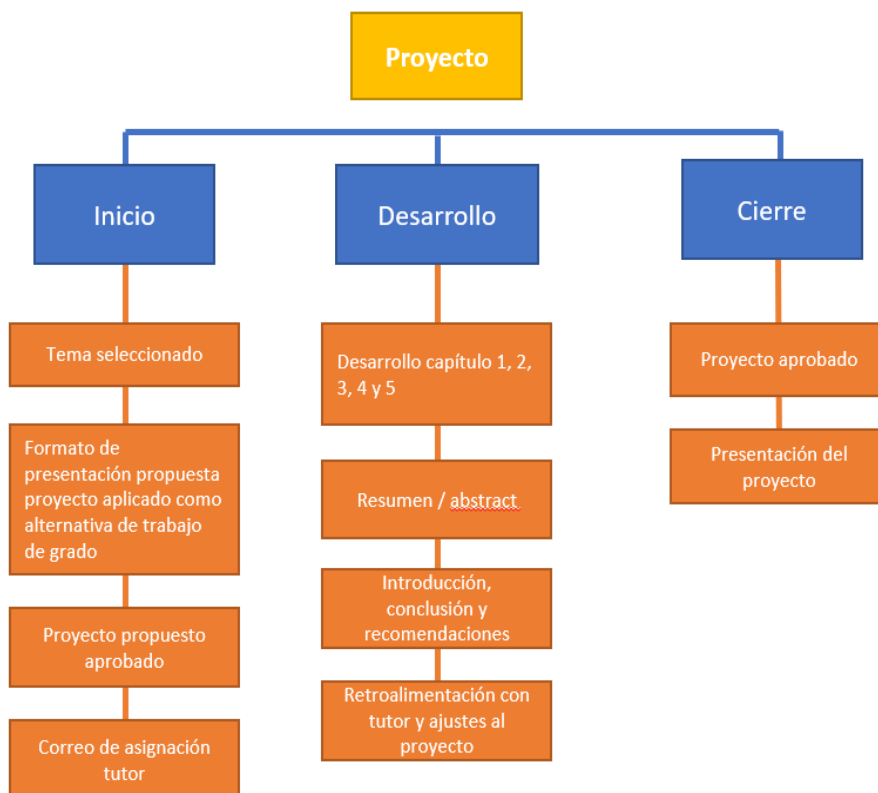 Proyecto
Inicio
Desarrollo
Cierre
Tema seleccionado
Formato de
presentación propuesta
proyecto aplicado como
alternativa de trabajo
de grado
Proyecto propuesto
aprobado
Correo de asignación
tutor
Desarrollo capítulo 1, 2,
3, 4 y 5
Resumen / abstract
Introducción,
conclusión y
recomendaciones
Retroalimentación con
tutor y ajustes al
proyecto
Proyecto aprobado
Presentación del
proyecto